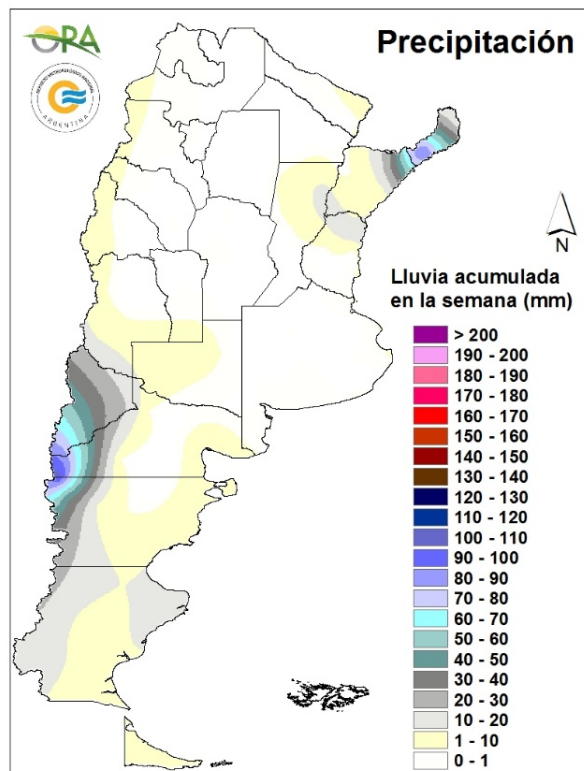 ORA
Precipitación
ARGENTINA
N
Lluvia acumulada
en la semana (mm)
> 200
190 - 200
180 - 190
170 - 180
160 - 170
150 - 160
140 - 150
130 - 140
120 - 130
110 - 120
100 - 110
90 - 100
80 - 90
70 - 80
60 - 70
50 - 60
40 - 50
30 - 40
20 - 30
10 - 20
1 - 10
0 - 1